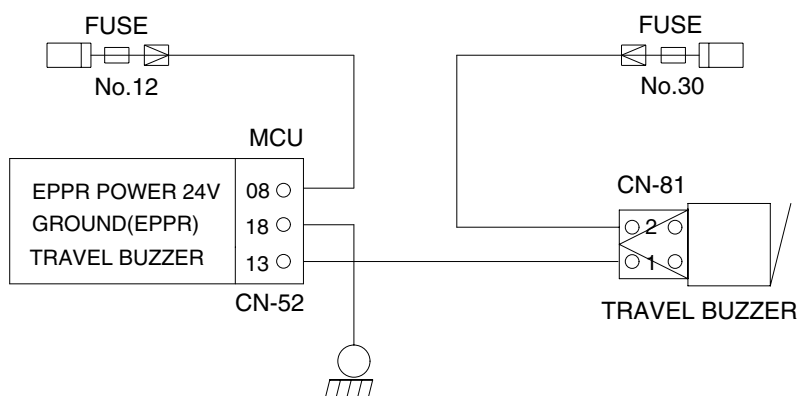 FUSE
FUSE
No.12
No.30
MCU
EPPR POWER 24V 08
GROUND(EPPR) 18
TRAVEL BUZZER 13
CN-52
CN-81
2
1
TRAVEL BUZZER